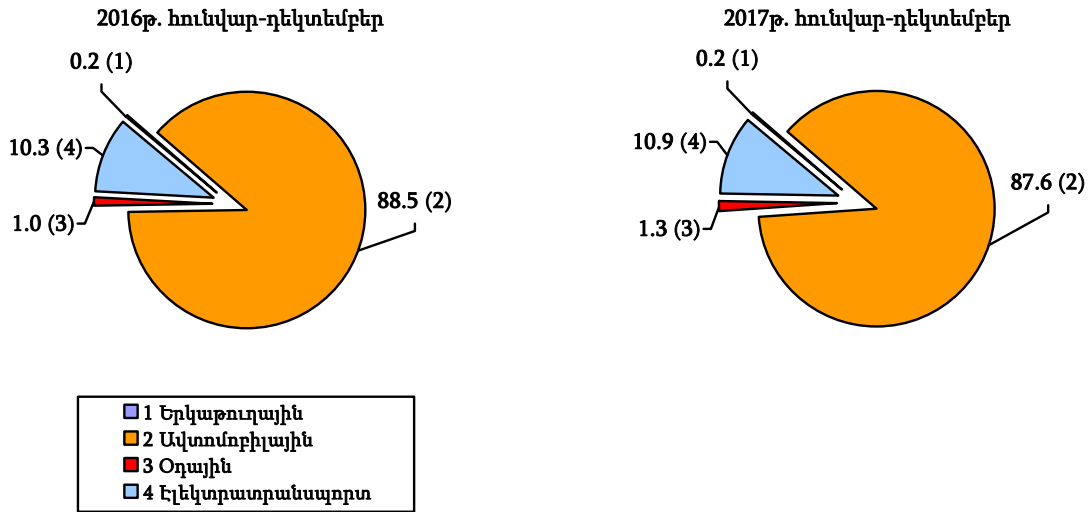 2016թ. հունվար-դեկտեմբեր
0.2 (1)
10.3 (4)
1.0 (3)
88.5 (2)
2017թ. հունվար-դեկտեմբեր
0.2 (1)
10.9 (4)
1.3 (3)
87.6 (2)
1 Երկաթուղային
2 Ավտոմոբիլային
3 Օդային
4 Էլեկտրատրանսպորտ